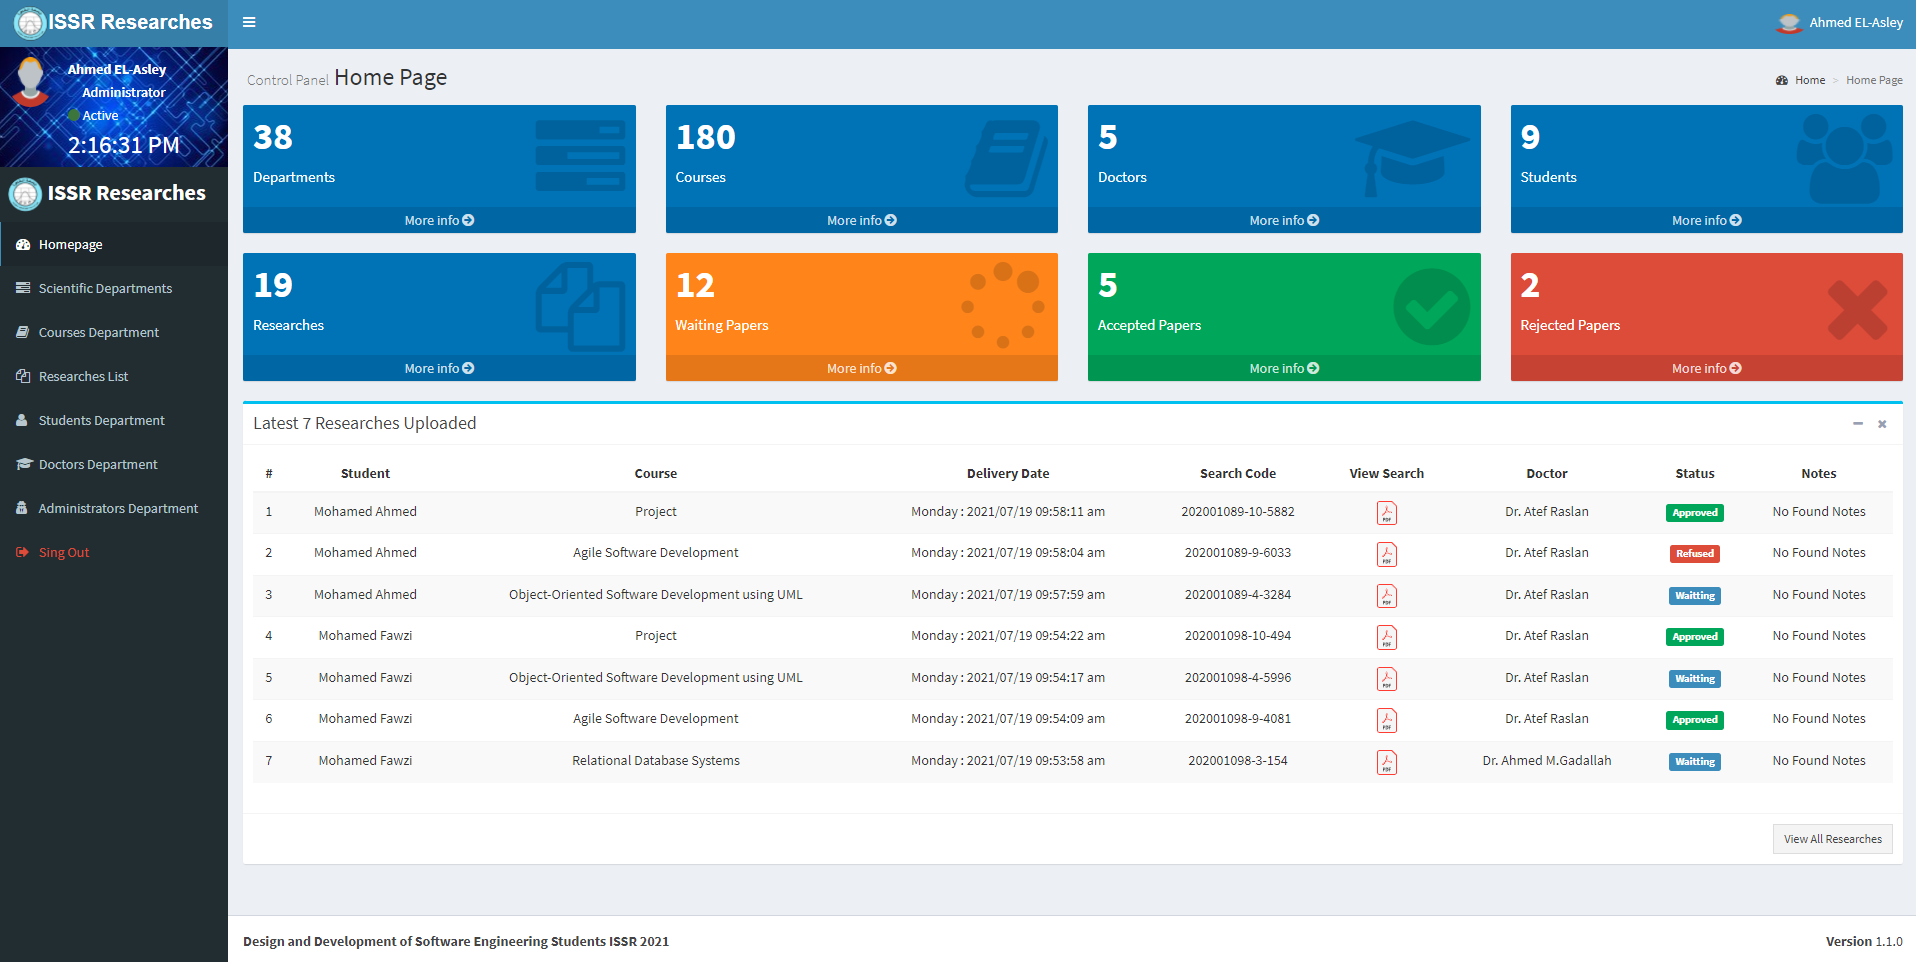 ISSR Researches
Ahmed EL-Asley
Ahmed EL-Asley
Administrator
Active
2:16:31 PM
ISSR Researches
Homepage
Scientific Departments
Courses Department
Researches List
Students Department
Doctors Department
Administrators Department
Sing Out
Control Panel Home Page
Home > Home Page
38
Departments
More info
180
Courses
More info
5
Doctors
More info
9
Students
More info
19
Researches
More info
12
Waiting Papers
More info
5
Accepted Papers
More info
2
Rejected Papers
More info
Latest 7 Researches Uploaded
# Student Course Delivery Date Search Code View Search Doctor Status Notes
1 Mohamed Ahmed Project Monday : 2021/07/19 09:58:11 am 202001089-10-5882 PDF Dr. Atef Raslan Approved No Found Notes
2 Mohamed Ahmed Agile Software Development Monday : 2021/07/19 09:58:04 am 202001089-9-6033 PDF Dr. Atef Raslan Refused No Found Notes
3 Mohamed Ahmed Object-Oriented Software Development using UML Monday : 2021/07/19 09:57:59 am 202001089-4-3284 PDF Dr. Atef Raslan Waitting No Found Notes
4 Mohamed Fawzi Project Monday : 2021/07/19 09:54:22 am 202001098-10-494 PDF Dr. Atef Raslan Approved No Found Notes
5 Mohamed Fawzi Object-Oriented Software Development using UML Monday : 2021/07/19 09:54:17 am 202001098-4-5996 PDF Dr. Atef Raslan Waitting No Found Notes
6 Mohamed Fawzi Agile Software Development Monday : 2021/07/19 09:54:09 am 202001098-9-4081 PDF Dr. Atef Raslan Approved No Found Notes
7 Mohamed Fawzi Relational Database Systems Monday : 2021/07/19 09:53:58 am 202001098-3-154 PDF Dr. Ahmed M.Gadallah Waitting No Found Notes
View All Researches
Design and Development of Software Engineering Students ISSR 2021
Version 1.1.0